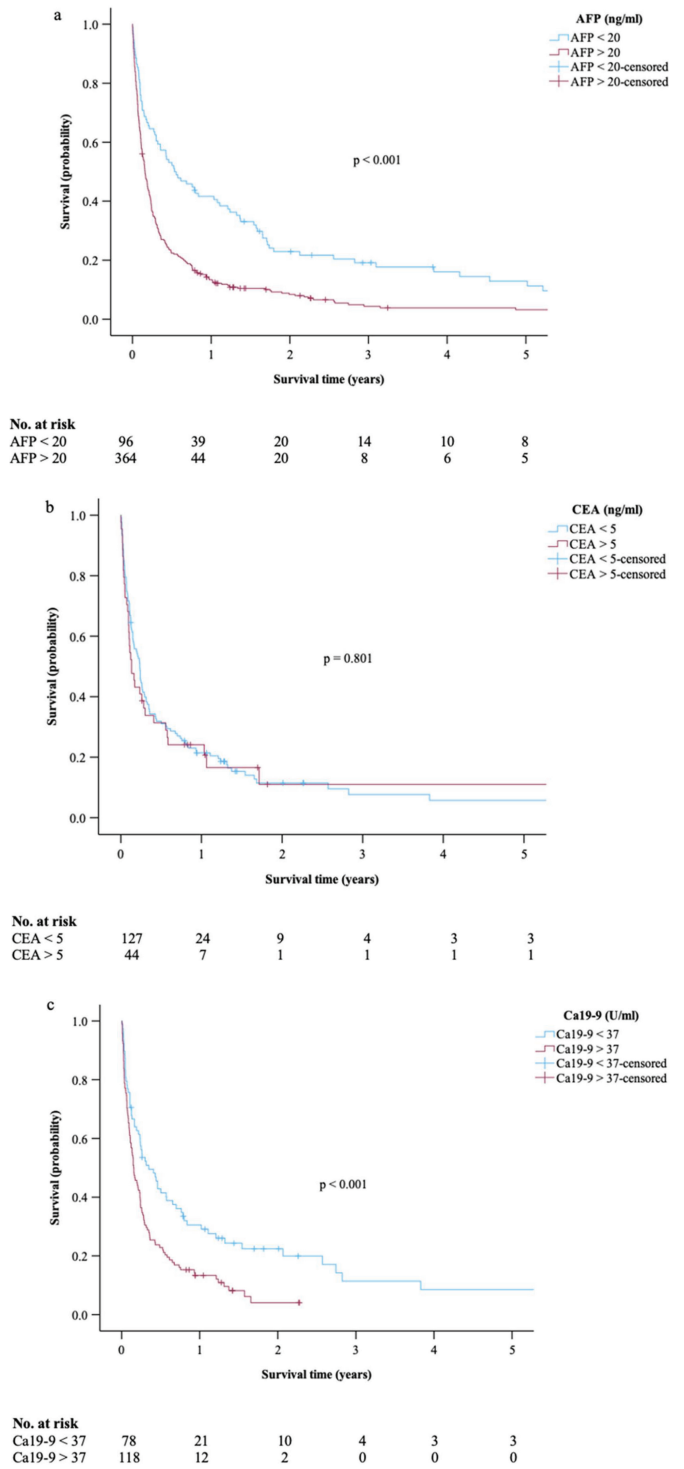 a
AFP (ng/ml)
AFP < 20
AFP > 20
AFP < 20-censored
AFP > 20-censored
p < 0.001
Survival (probability)
1.0
0.8
0.6
0.4
0.2
0.0
0 1 2 3 4 5
Survival time (years)
No. at risk
AFP < 20 96 39 20 14 10 8
AFP > 20 364 44 20 8 6 5
b
CEA (ng/ml)
CEA < 5
CEA > 5
CEA < 5-censored
CEA > 5-censored
p = 0.801
Survival (probability)
1.0
0.8
0.6
0.4
0.2
0.0
0 1 2 3 4 5
Survival time (years)
No. at risk
CEA < 5 127 24 9 4 3 3
CEA > 5 44 7 1 1 1 1
c
Ca19-9 (U/ml)
Ca19-9 < 37
Ca19-9 > 37
Ca19-9 < 37-censored
Ca19-9 > 37-censored
p < 0.001
Survival (probability)
1.0
0.8
0.6
0.4
0.2
0.0
0 1 2 3 4 5
Survival time (years)
No. at risk
Ca19-9 < 37 78 21 10 4 3 3
Ca19-9 > 37 118 12 2 0 0 0